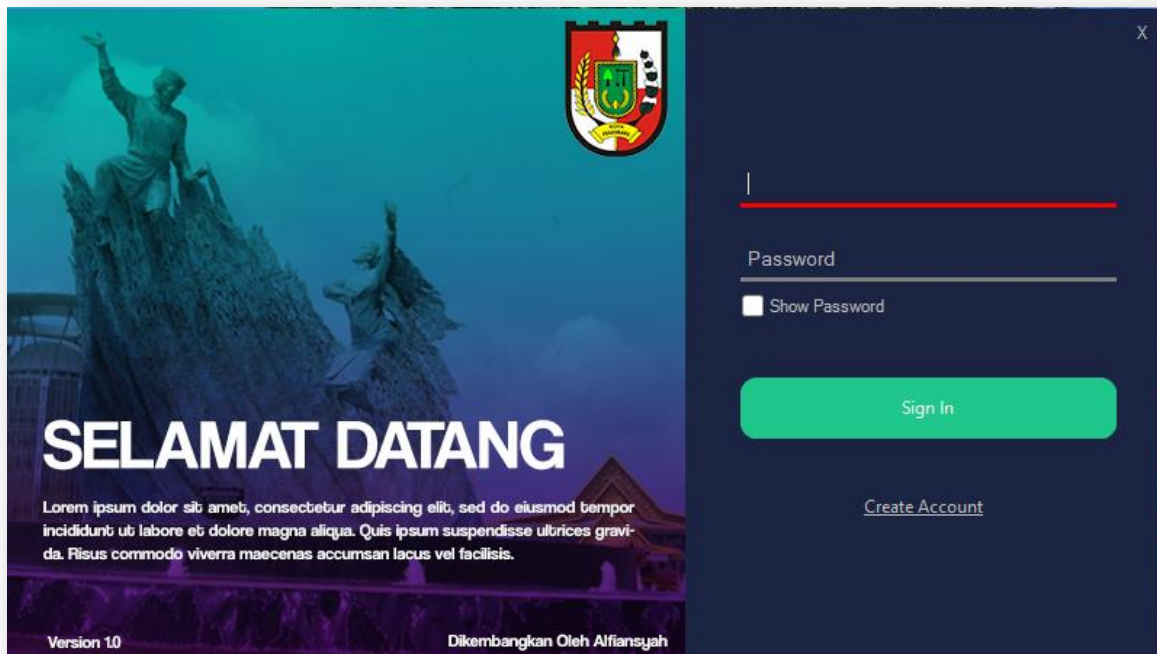 KOTA
PEKANBARU
SELAMAT DATANG
Lorem ipsum dolor sit amet, consectetur adipiscing elit, sed do eiusmod tempor
incididunt ut labore et dolore magna aliqua. Quis ipsum suspendisse ultrices gravi-
da. Risus commodo viverra maecenas accumsan lacus vel facilisis.
Version 1.0
Dikembangkan Oleh Alfiansyah
X
Password
Show Password
Sign In
Create Account